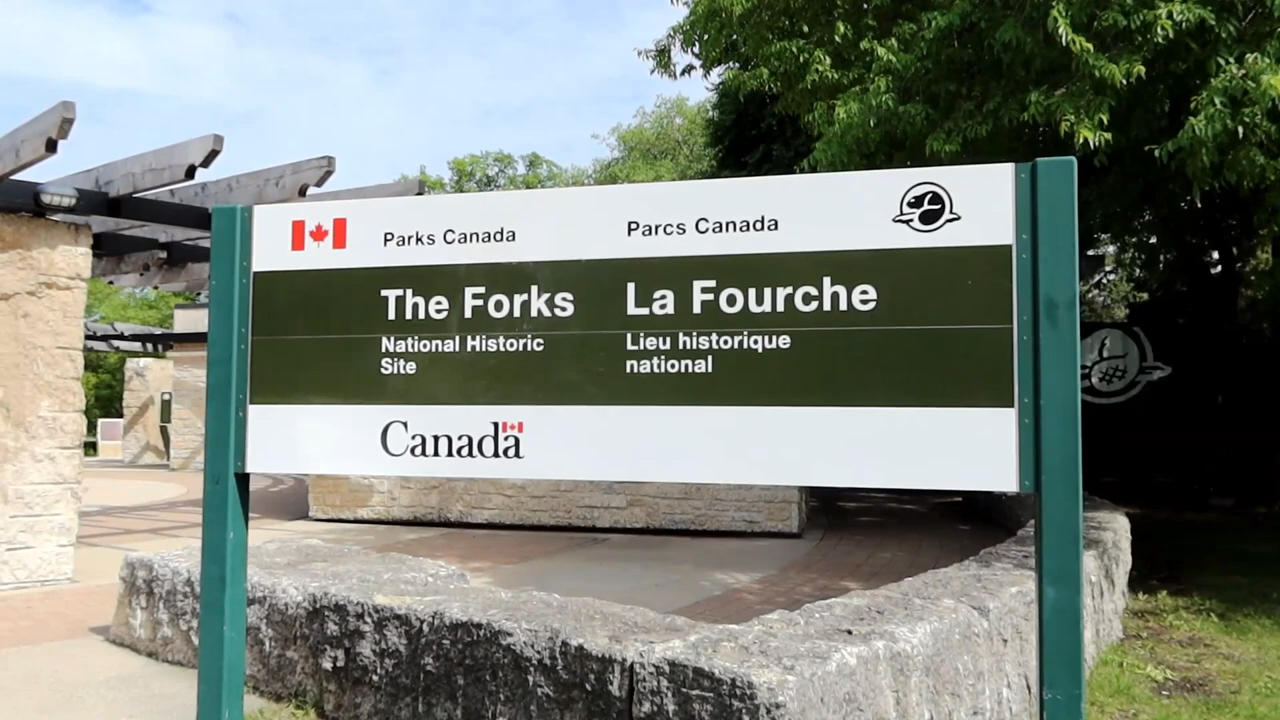 Parks Canada
Parcs Canada
The Forks
National Historic
Site
La Fourche
Lieu historique
national
Canada